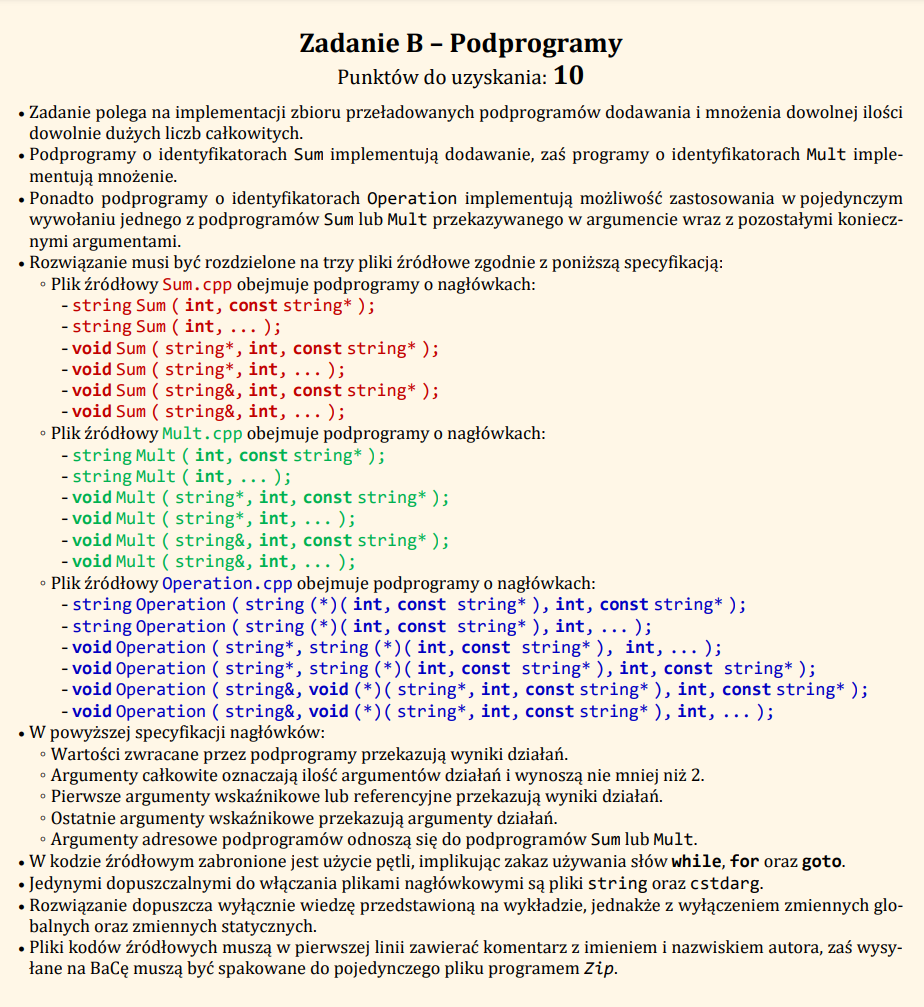 Zadanie B – Podprogramy
Punktów do uzyskania: 10
• Zadanie polega na implementacji zbioru przeładowanych podprogramów dodawania i mnożenia dowolnej ilości
dowolnie dużych liczb całkowitych.
• Podprogramy o identyfikatorach Sum implementują dodawanie, zaś programy o identyfikatorach Mult imple-
mentują mnożenie.
• Ponadto podprogramy o identyfikatorach Operation implementują możliwość zastosowania w pojedynczym
wywołaniu jednego z podprogramów Sum lub Mult przekazywanego w argumencie wraz z pozostałymi koniecz-
nymi argumentami.
• Rozwiązanie musi być rozdzielone na trzy pliki źródłowe zgodnie z poniższą specyfikacją:
◦ Plik źródłowy Sum.cpp obejmuje podprogramy o nagłówkach:
- string Sum ( int, const string* );
- string Sum ( int, ... );
- void Sum ( string*, int, const string* );
- void Sum ( string*, int, ... );
- void Sum ( string&, int, const string* );
- void Sum ( string&, int, ... );
◦ Plik źródłowy Mult.cpp obejmuje podprogramy o nagłówkach:
- string Mult ( int, const string* );
- string Mult ( int, ... );
- void Mult ( string*, int, const string* );
- void Mult ( string*, int, ... );
- void Mult ( string&, int, const string* );
- void Mult ( string&, int, ... );
◦ Plik źródłowy Operation.cpp obejmuje podprogramy o nagłówkach:
- string Operation ( string (*)( int, const string* ), int, const string* );
- string Operation ( string (*)( int, const string* ), int, ... );
- void Operation ( string*, string (*)( int, const string* ), int, ... );
- void Operation ( string*, string (*)( int, const string* ), int, const string* );
- void Operation ( string&, void (*)( string*, int, const string* ), int, const string* );
- void Operation ( string&, void (*)( string*, int, const string* ), int, ... );
• W powyższej specyfikacji nagłówków:
◦ Wartości zwracane przez podprogramy przekazują wyniki działań.
◦ Argumenty całkowite oznaczają ilość argumentów działań i wynoszą nie mniej niż 2.
◦ Pierwsze argumenty wskaźnikowe lub referencyjne przekazują wyniki działań.
◦ Ostatnie argumenty wskaźnikowe przekazują argumenty działań.
◦ Argumenty adresowe podprogramów odnoszą się do podprogramów Sum lub Mult.
• W kodzie źródłowym zabronione jest użycie pętli, implikując zakaz używania słów while, for oraz goto.
• Jedynymi dopuszczalnymi do włączania plikami nagłówkowymi są pliki string oraz cstdarg.
• Rozwiązanie dopuszcza wyłącznie wiedzę przedstawioną na wykładzie, jednakże z wyłączeniem zmiennych glo-
balnych oraz zmiennych statycznych.
• Pliki kodów źródłowych muszą w pierwszej linii zawierać komentarz z imieniem i nazwiskiem autora, zaś wysy-
łane na BaCę muszą być spakowane do pojedynczego pliku programem Zip.